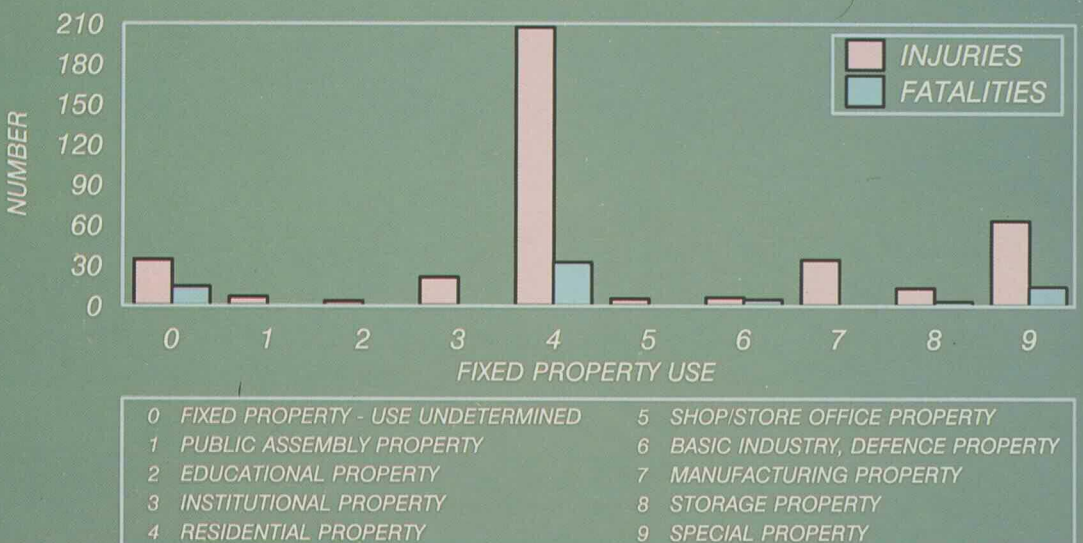 210
180
150
120
90
60
30
0
NUMBER
INJURIES
FATALITIES
0 1 2 3 4 5 6 7 8 9
FIXED PROPERTY USE
0 FIXED PROPERTY - USE UNDETERMINED
1 PUBLIC ASSEMBLY PROPERTY
2 EDUCATIONAL PROPERTY
3 INSTITUTIONAL PROPERTY
4 RESIDENTIAL PROPERTY
5 SHOP/STORE OFFICE PROPERTY
6 BASIC INDUSTRY, DEFENCE PROPERTY
7 MANUFACTURING PROPERTY
8 STORAGE PROPERTY
9 SPECIAL PROPERTY